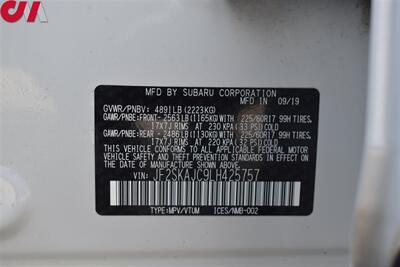 MFD. BY SUBARU CORPORATION
MFD. IN 09/19
GVWR/PNBV: 4891LB(2223KG)
GAWR/PNBE:FRONT- 2563LB(1165KG)WITH 225/60R17 99H TIRES.
17X7J RIMS AT 230 KPA(33 PSI)COLD
GAWR/PNBE:REAR - 2486LB(1130KG)WITH 225/60R17 99H TIRES.
17X7J RIMS AT 220 KPA(32 PSI)COLD
THIS VEHICLE CONFORMS TO ALL APPLICABLE FEDERAL MOTOR VEHICLE
SAFETY AND THEFT PREVENTION STANDARDS IN EFFECT ON
THE DATE OF MANUFACTURE SHOWN ABOVE.
VIN: JF2SKAJC9LH425757
TYPE:MPV/VTUM ICES/NMB-002